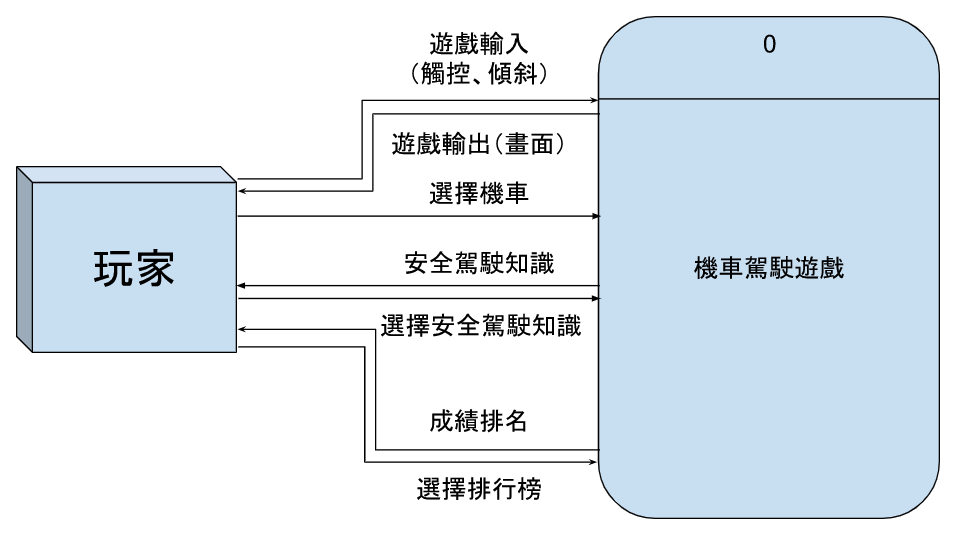 遊戲輸入
（觸控、傾斜）
0
遊戲輸出（畫面）
選擇機車
玩家
安全駕駛知識
機車駕駛遊戲
選擇安全駕駛知識
成績排名
選擇排行榜